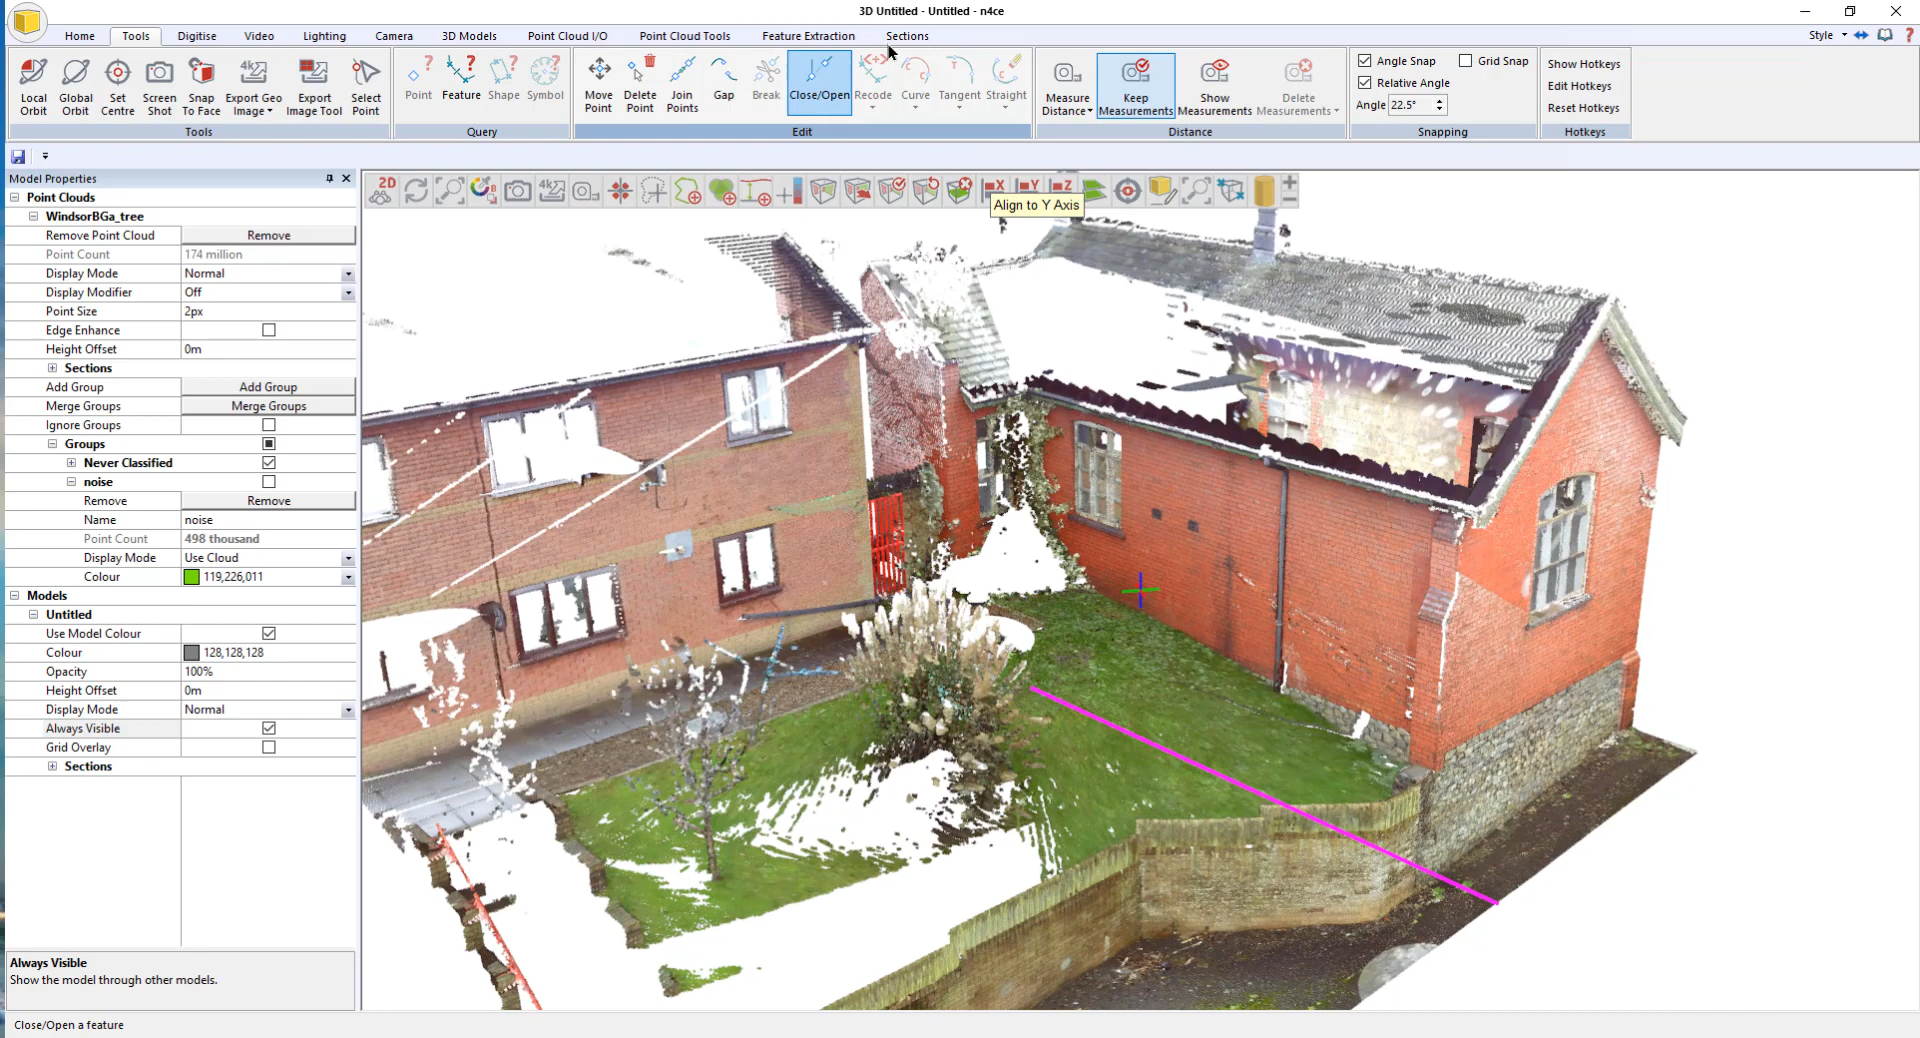 3D Untitled - Untitled - n4ce
Home Tools Digitise Video Lighting Camera 3D Models Point Cloud I/O Point Cloud Tools Feature Extraction Sections Style
Local Orbit Global Orbit Set Centre Screen Shot Snap To Face Export Geo Image Export Image Tool Select Point
Tools
Point Feature Shape Symbol
Query
Move Point Delete Point Join Points Gap Break Close/Open Recode Curve Tangent Straight
Edit
Measure Distance Keep Measurements Show Measurements Delete Measurements
Distance
Angle Snap Grid Snap
Relative Angle
Angle 22.5°
Snapping
Show Hotkeys
Edit Hotkeys
Reset Hotkeys
Hotkeys
Model Properties
2D 4k X Y Z
Align to Y Axis
Point Clouds
WindsorBGa_tree
Remove Point Cloud Remove
Point Count 174 million
Display Mode Normal
Display Modifier Off
Point Size 2px
Edge Enhance
Height Offset 0m
Sections
Add Group Add Group
Merge Groups Merge Groups
Ignore Groups
Groups
Never Classified
noise
Remove Remove
Name noise
Point Count 498 thousand
Display Mode Use Cloud
Colour 119,226,011
Models
Untitled
Use Model Colour
Colour 128,128,128
Opacity 100%
Height Offset 0m
Display Mode Normal
Always Visible
Grid Overlay
Sections
Always Visible
Show the model through other models.
Close/Open a feature